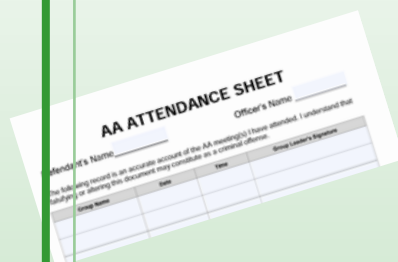 AA ATTENDANCE SHEET
Defendant's Name
Officer's Name
The following record is an accurate account of the AA meeting(s) I have attended. I understand that
falsifying or altering this document may constitute as a criminal offense.
Group Name Date Time Group Leader's Signature